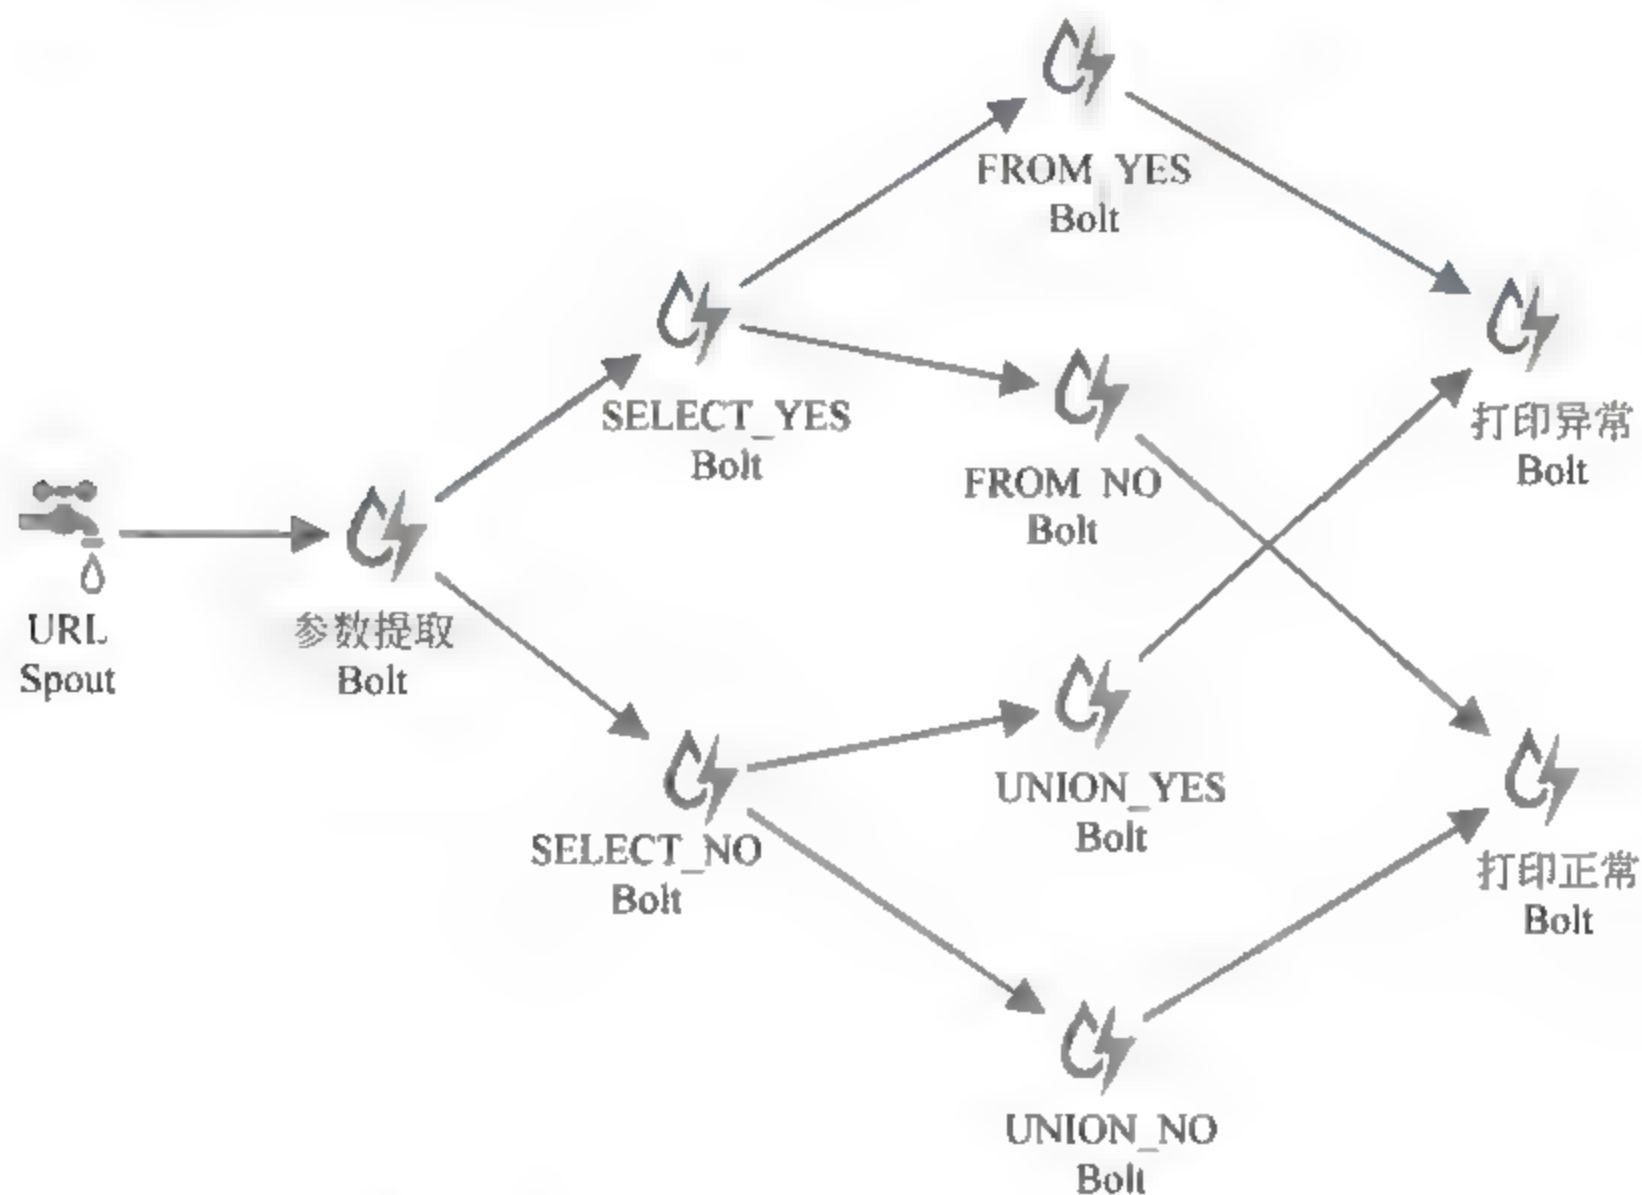 FROM_YES
Bolt
SELECT_YES
Bolt
FROM_NO
Bolt
打印异常
Bolt
URL
Spout
参数提取
Bolt
UNION_YES
Bolt
SELECT_NO
Bolt
打印正常
Bolt
UNION_NO
Bolt